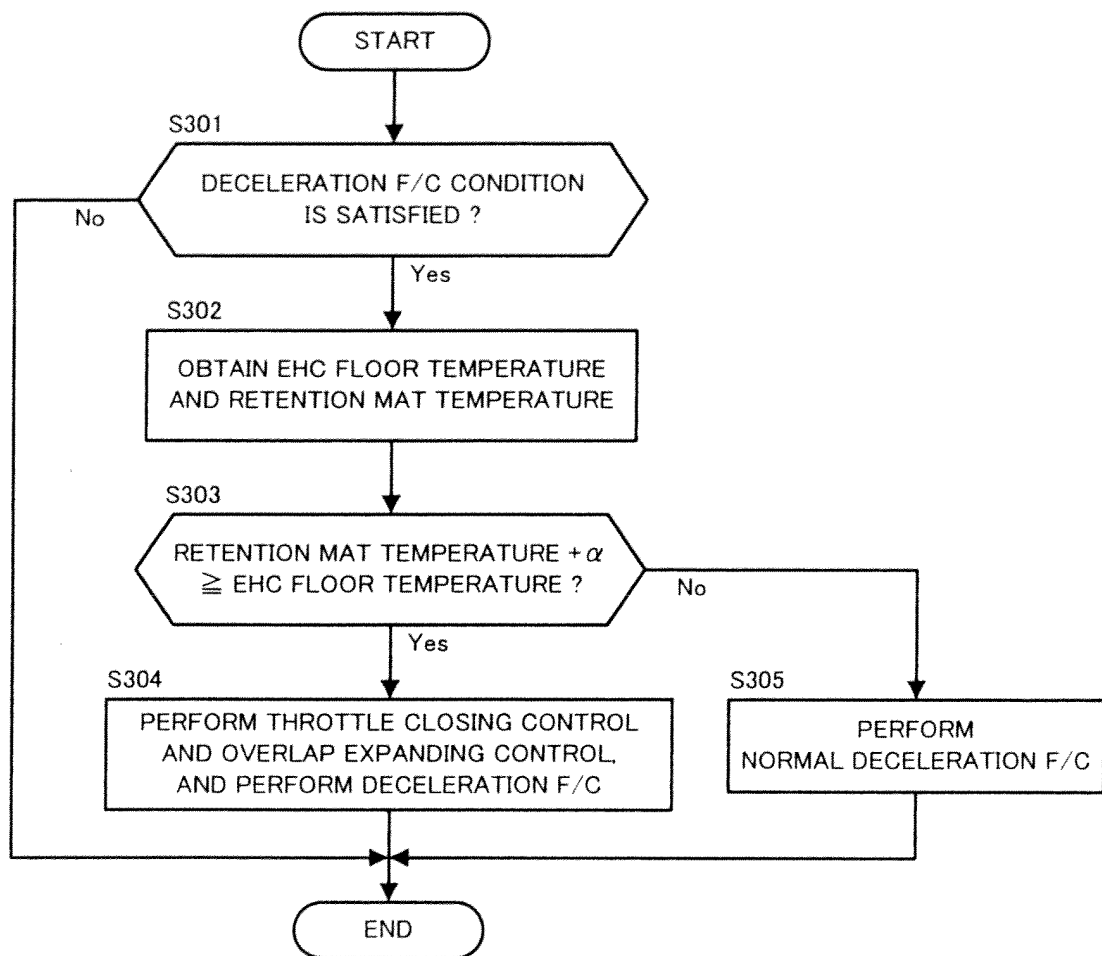 START
S301
DECELERATION F/C CONDITION
IS SATISFIED ?
No
Yes
S302
OBTAIN EHC FLOOR TEMPERATURE
AND RETENTION MAT TEMPERATURE
S303
RETENTION MAT TEMPERATURE + α
≧ EHC FLOOR TEMPERATURE ?
No
Yes
S304
PERFORM THROTTLE CLOSING CONTROL
AND OVERLAP EXPANDING CONTROL,
AND PERFORM DECELERATION F/C
S305
PERFORM
NORMAL DECELERATION F/C
END